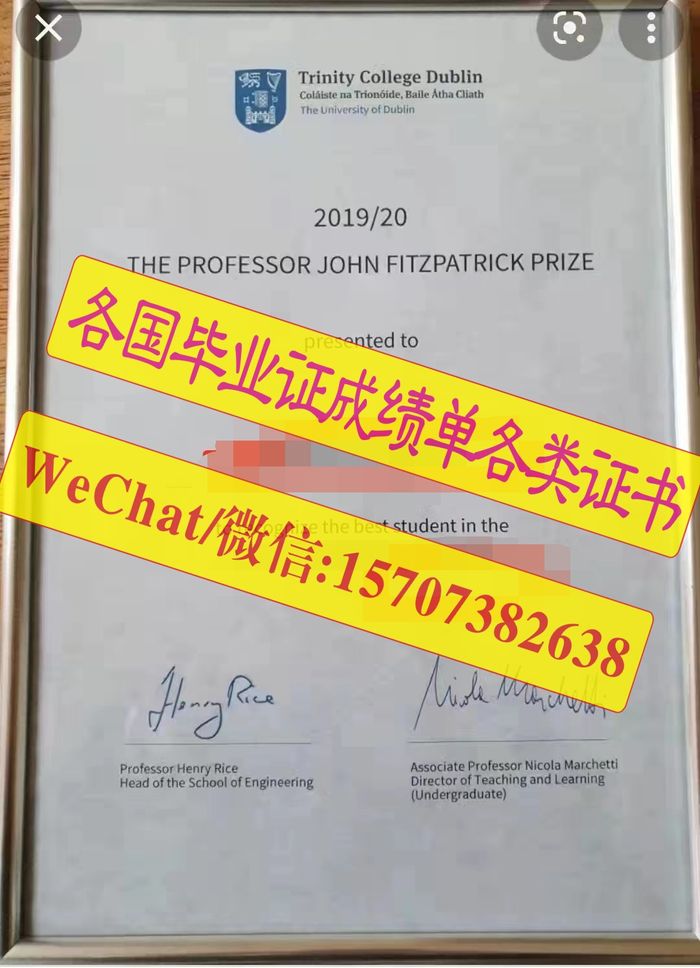 Trinity College Dublin
Coláiste na Tríonóide, Baile Átha Cliath
The University of Dublin
2019/20
THE PROFESSOR JOHN FITZPATRICK PRIZE
presented to
各国毕业证成绩单各类证书
to recognize the best student in the
WeChat/微信:15707382638
Henry Rice
Nicola Marchetti
Professor Henry Rice
Head of the School of Engineering
Associate Professor Nicola Marchetti
Director of Teaching and Learning
(Undergraduate)